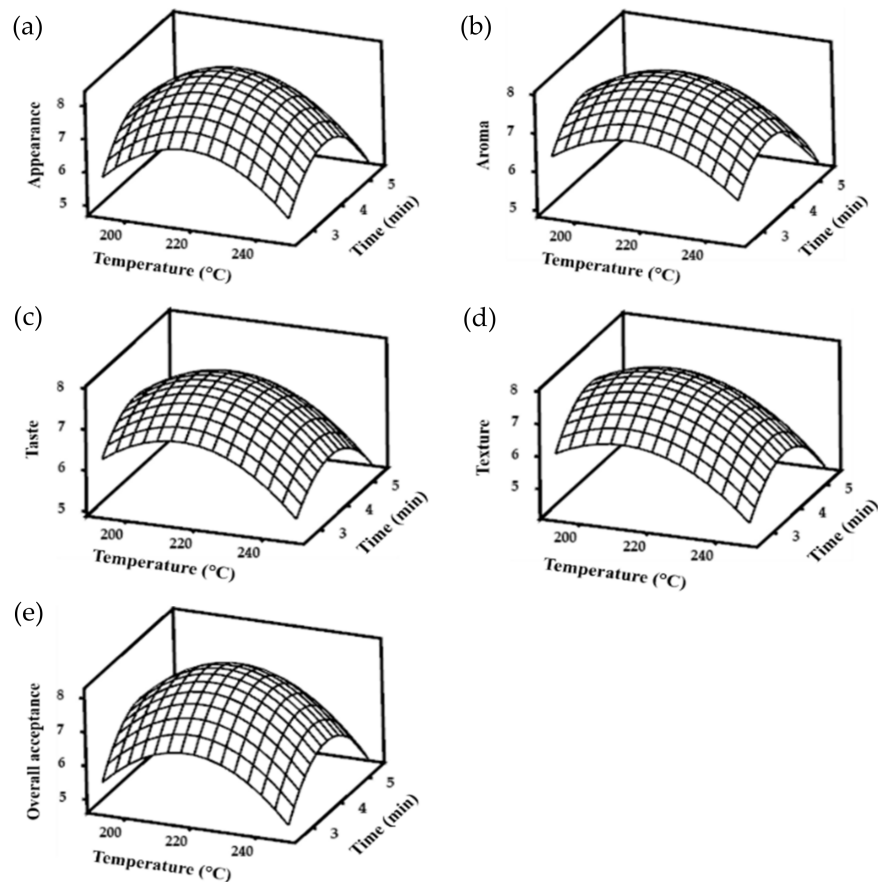 (a)
Appearance
8
7
6
5
200
220
240
Temperature (°C)
3
4
5
Time (min)
(b)
Aroma
8
7
6
5
200
220
240
Temperature (°C)
3
4
5
Time (min)
(c)
Taste
8
7
6
5
200
220
240
Temperature (°C)
3
4
5
Time (min)
(d)
Texture
8
7
6
5
200
220
240
Temperature (°C)
3
4
5
Time (min)
(e)
Overall acceptance
8
7
6
5
200
220
240
Temperature (°C)
3
4
5
Time (min)